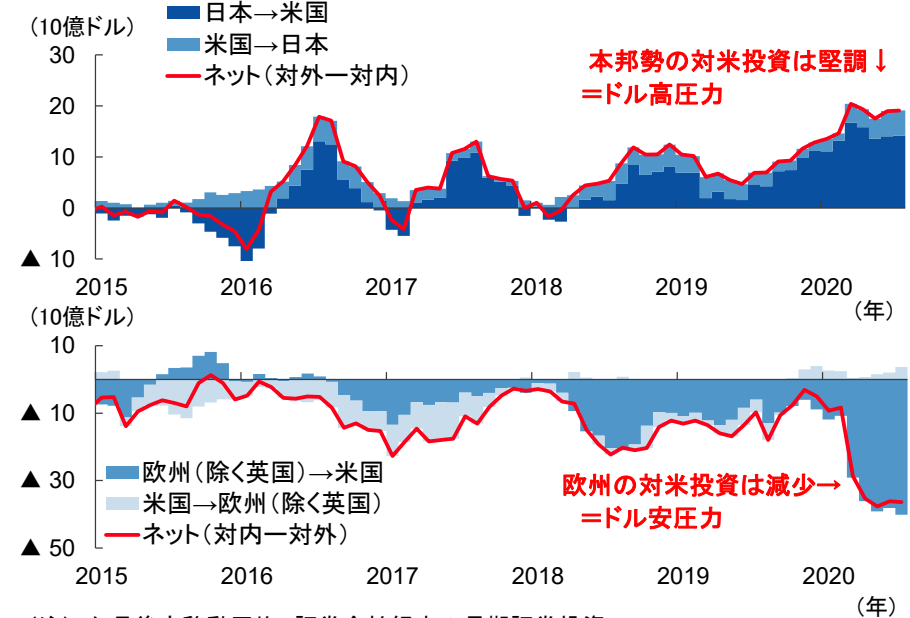 (10億ドル)
日本→米国
米国→日本
ネット(対外ー対内)
本邦勢の対米投資は堅調↓
=ドル高圧力
30
20
10
0
▲ 10
2015 2016 2017 2018 2019 2020
(年)
(10億ドル)
10
▲ 10
▲ 30
▲ 50
欧州(除く英国)→米国
米国→欧州(除く英国)
ネット(対内ー対外)
欧州の対米投資は減少→
=ドル安圧力
2015 2016 2017 2018 2019 2020
(年)